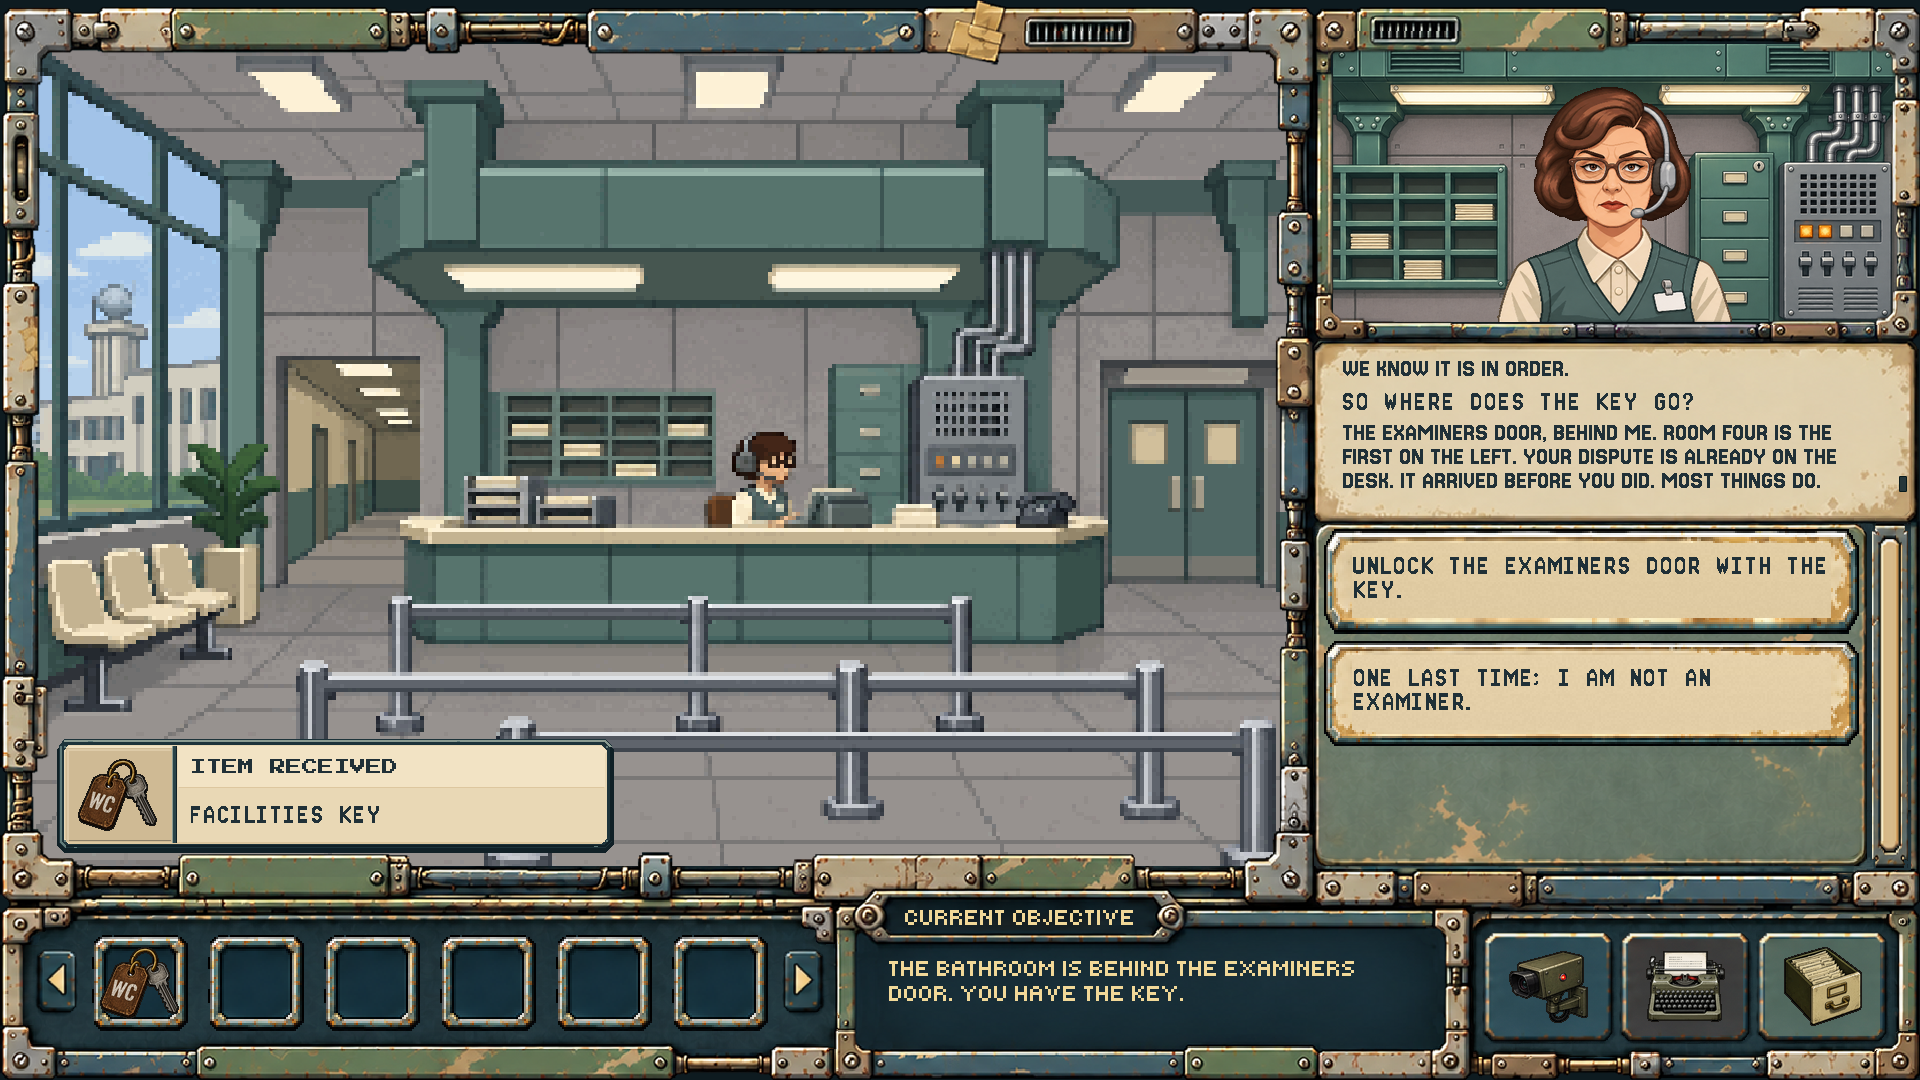 WE KNOW IT IS IN ORDER.
SO WHERE DOES THE KEY GO?
THE EXAMINERS DOOR, BEHIND ME. ROOM FOUR IS THE
FIRST ON THE LEFT. YOUR DISPUTE IS ALREADY ON THE
DESK. IT ARRIVED BEFORE YOU DID. MOST THINGS DO.
UNLOCK THE EXAMINERS DOOR WITH THE
KEY.
ONE LAST TIME: I AM NOT AN
EXAMINER.
WC
ITEM RECEIVED
FACILITIES KEY
WC
CURRENT OBJECTIVE
THE BATHROOM IS BEHIND THE EXAMINERS
DOOR. YOU HAVE THE KEY.